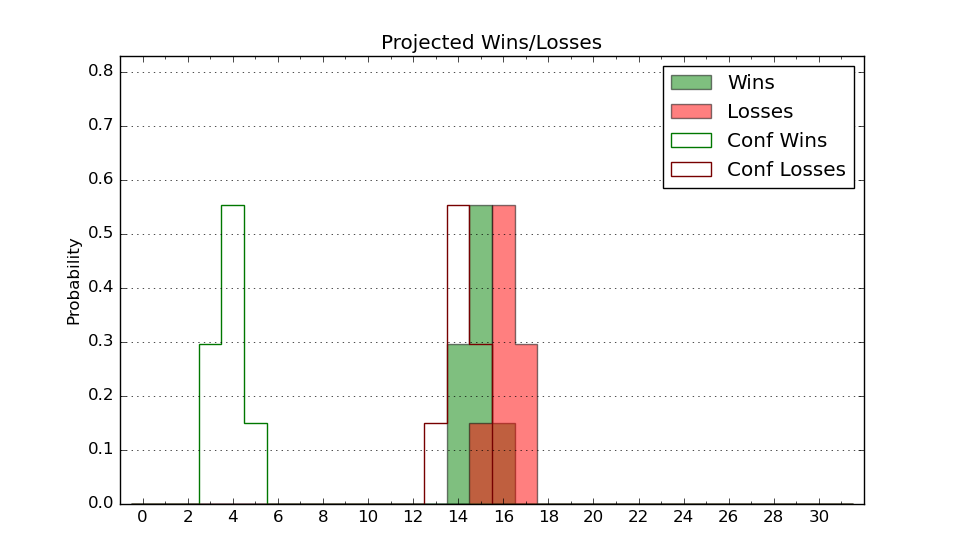 Projected Wins/Losses
0.8
0.7
0.6
0.5
0.4
0.3
0.2
0.1
0.0
Probability
Wins
Losses
Conf Wins
Conf Losses
0 2 4 6 8 10 12 14 16 18 20 22 24 26 28 30